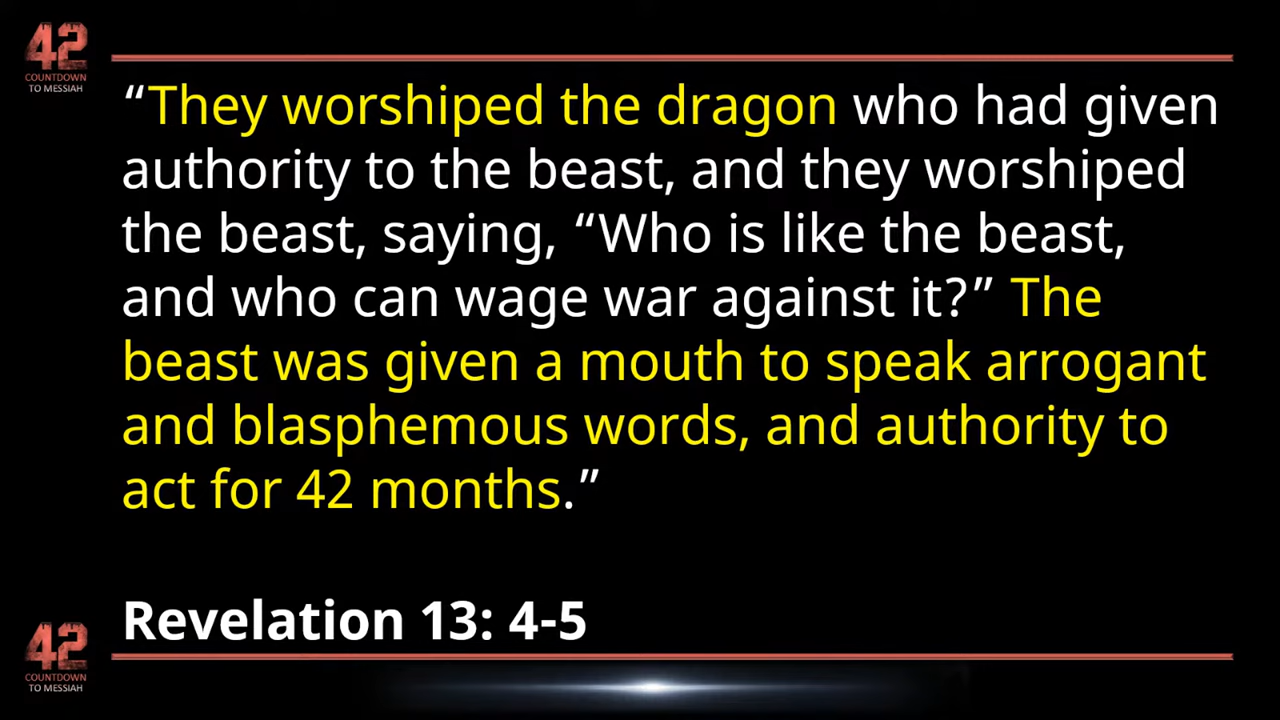 42
COUNTDOWN
TO MESSIAH
“They worshiped the dragon who had given
authority to the beast, and they worshiped
the beast, saying, “Who is like the beast,
and who can wage war against it?” The
beast was given a mouth to speak arrogant
and blasphemous words, and authority to
act for 42 months.”
Revelation 13: 4-5
42
COUNTDOWN
TO MESSIAH